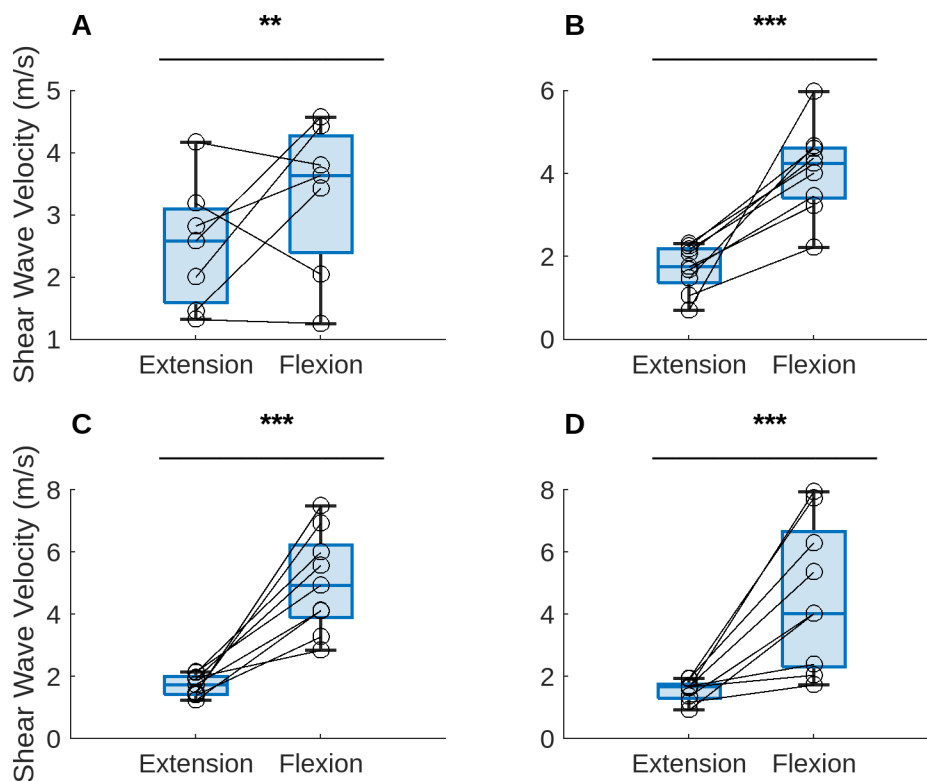 A
**
B
***
Shear Wave Velocity (m/s)
5
4
3
2
1
Extension
Flexion
6
4
2
0
Extension
Flexion
C
***
D
***
Shear Wave Velocity (m/s)
8
6
4
2
0
Extension
Flexion
8
6
4
2
0
Extension
Flexion